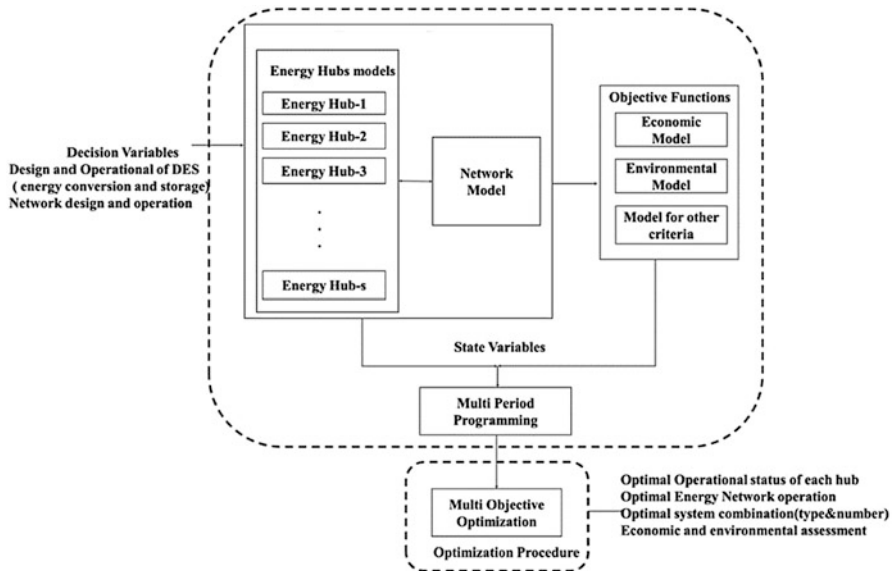 Decision Variables
Design and Operational of DES
( energy conversion and storage)
Network design and operation
Energy Hubs models
Energy Hub-1
Energy Hub-2
Energy Hub-3
Energy Hub-s
Network
Model
Objective Functions
Economic
Model
Environmental
Model
Model for other
criteria
State Variables
Multi Period
Programming
Multi Objective
Optimization
Optimization Procedure
Optimal Operational status of each hub
Optimal Energy Network operation
Optimal system combination(type&number)
Economic and environmental assessment